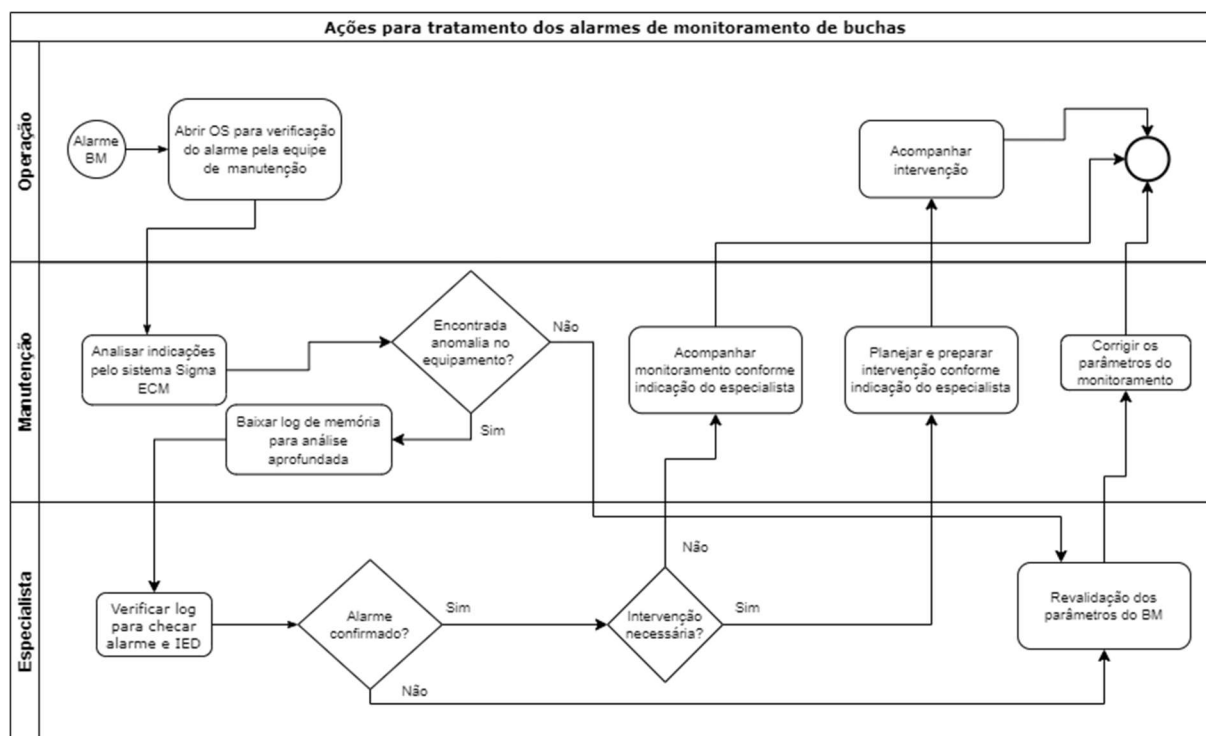 Ações para tratamento dos alarmes de monitoramento de buchas
Operação
Alarme
BM
Abrir OS para verificação
do alarme pela equipe
de manutenção
Acompanhar
intervenção
Manutenção
Analisar indicações
pelo sistema Sigma
ECM
Encontrada
anomalia no
equipamento?
Não
Sim
Baixar log de memória
para análise
aprofundada
Acompanhar
monitoramento conforme
indicação do especialista
Planejar e preparar
intervenção conforme
indicação do especialista
Corrigir os
parâmetros do
monitoramento
Especialista
Verificar log
para checar
alarme e IED
Alarme
confirmado?
Sim
Não
Intervenção
necessária?
Não
Sim
Revalidação dos
parâmetros do BM